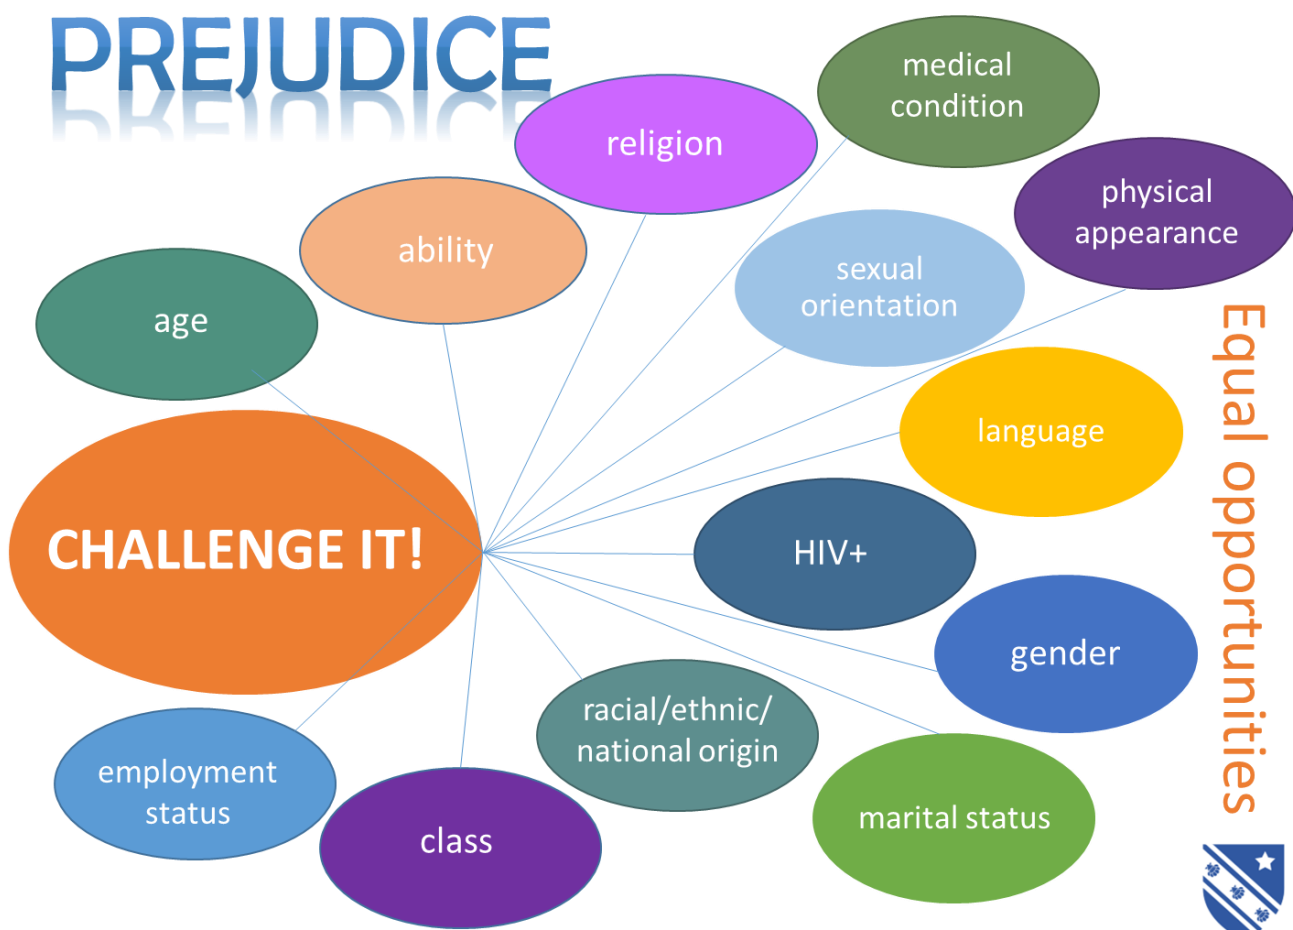 PREJUDICE
medical
condition
religion
physical
appearance
ability
sexual
orientation
age
Equal opportunities
language
CHALLENGE IT!
HIV+
gender
racial/ethnic/
national origin
employment
status
marital status
class